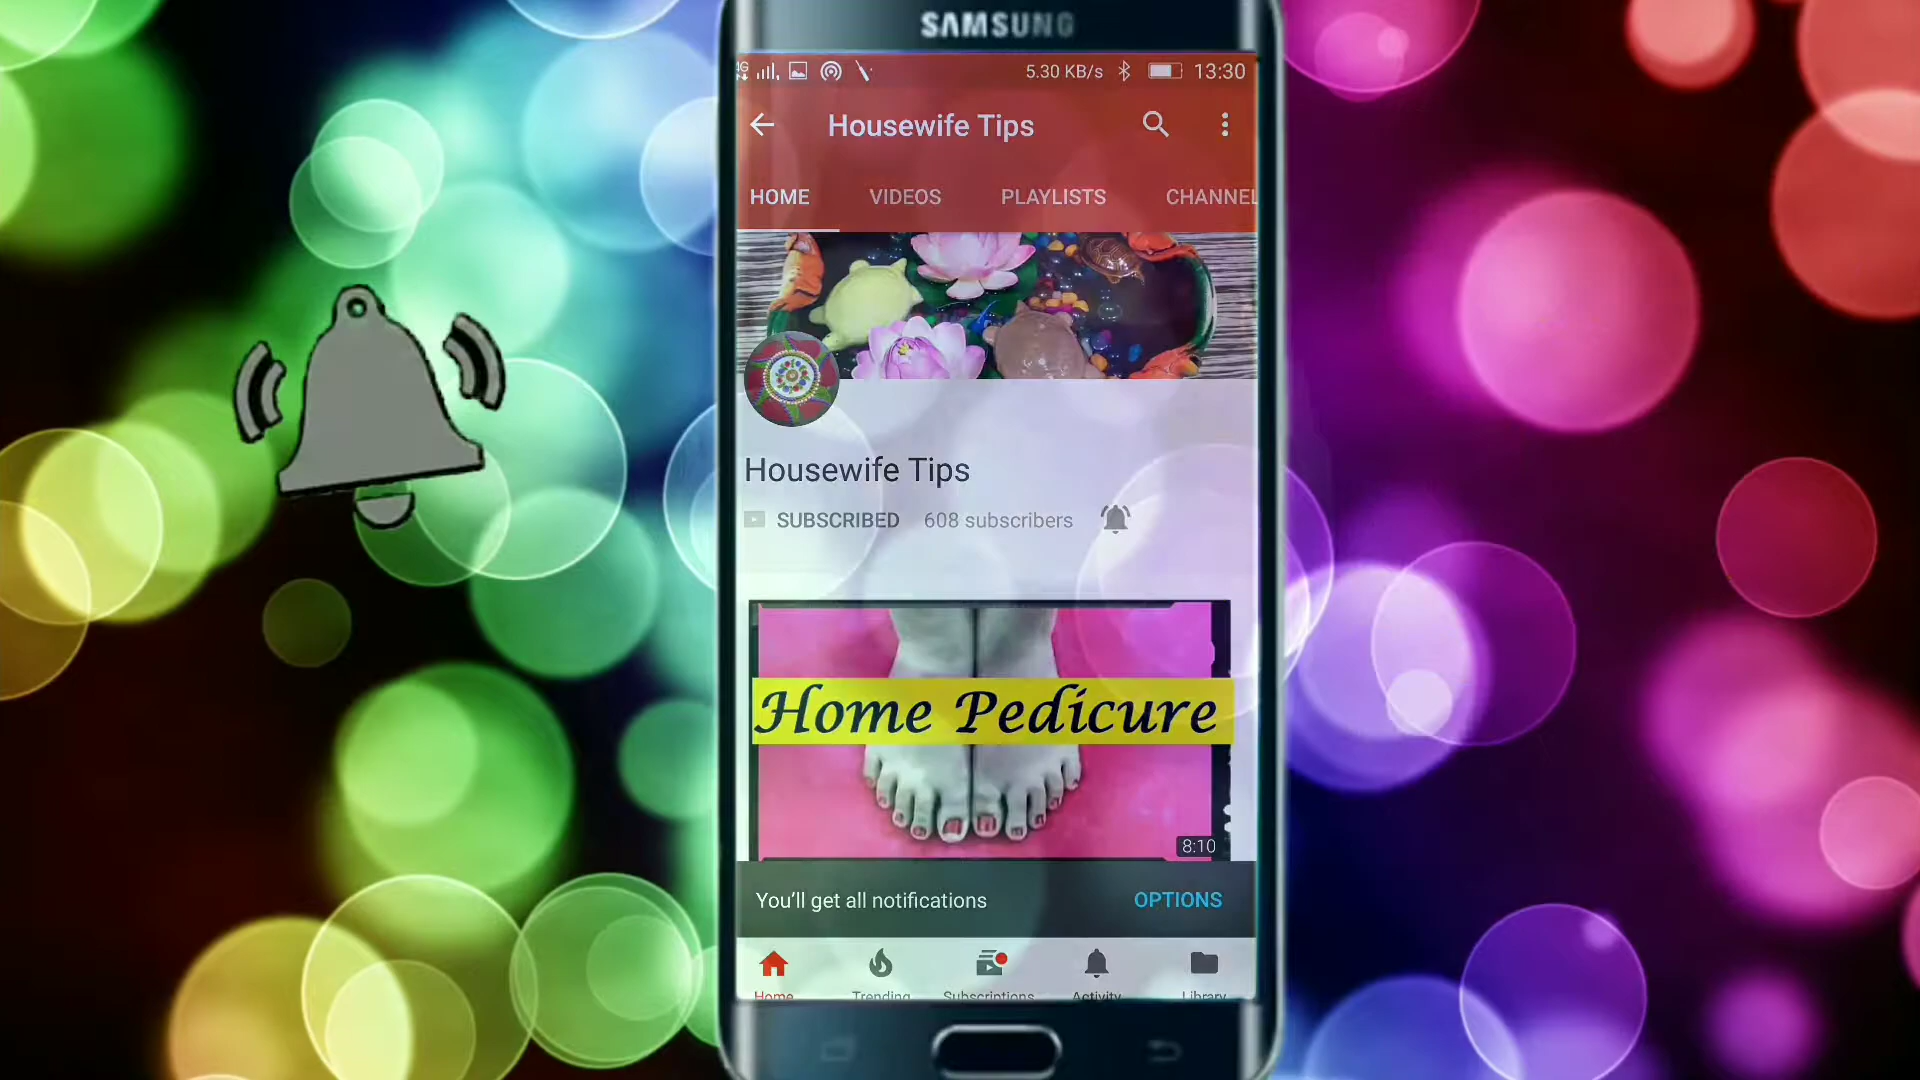 SAMSUNG
4G 5.30 KB/s 13:30
Housewife Tips
HOME VIDEOS PLAYLISTS CHANNEL
Housewife Tips
SUBSCRIBED 608 subscribers
Home Pedicure
8:10
You'll get all notifications OPTIONS
Home Trending Subscriptions Activity Library